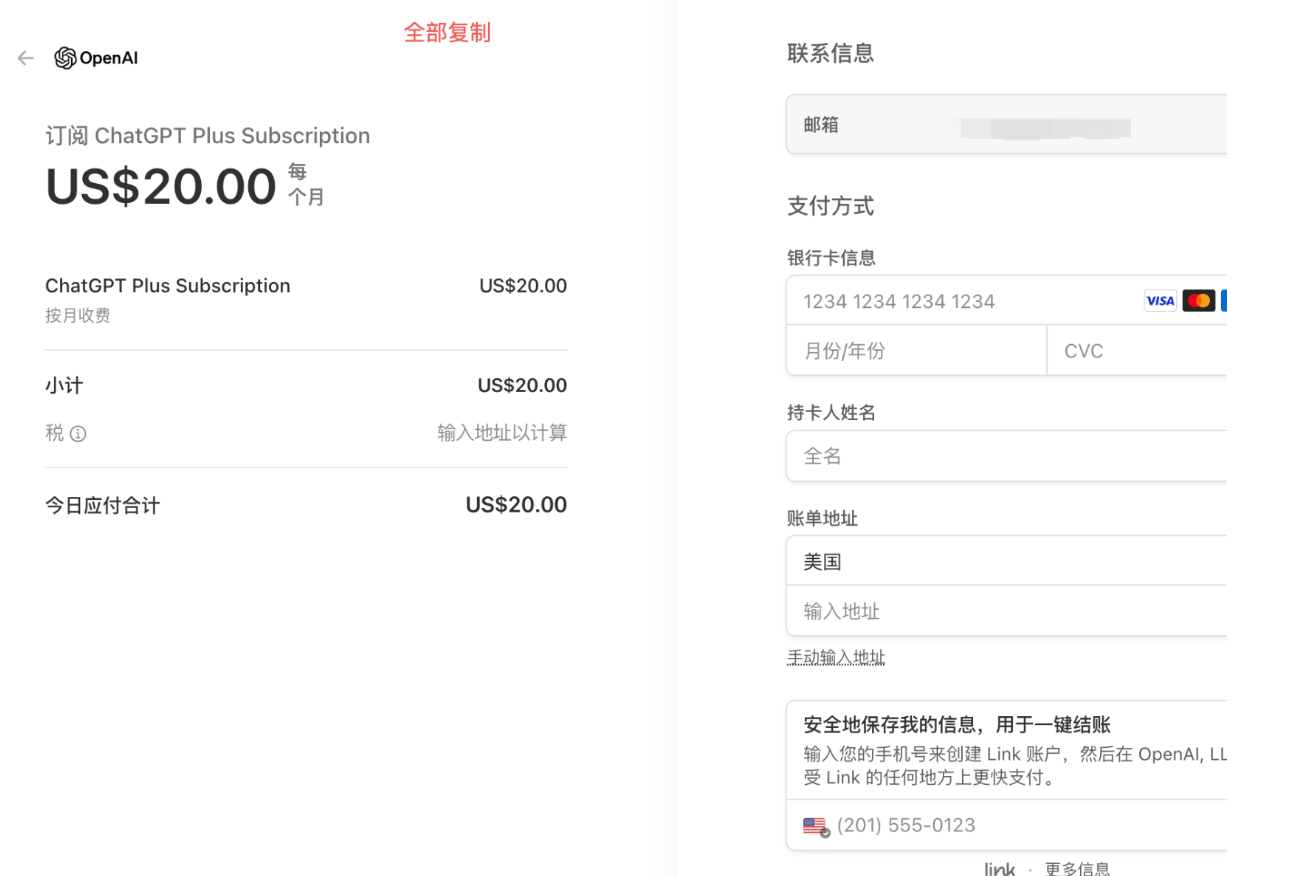 全部复制
OpenAI
订阅 ChatGPT Plus Subscription
US$20.00 每
个月
ChatGPT Plus Subscription US$20.00
按月收费
小计 US$20.00
税 输入地址以计算
今日应付合计 US$20.00
联系信息
邮箱
支付方式
银行卡信息
1234 1234 1234 1234 VISA
月份/年份 CVC
持卡人姓名
全名
账单地址
美国
输入地址
手动输入地址
安全地保存我的信息，用于一键结账
输入您的手机号来创建 Link 账户，然后在 OpenAI, LL
受 Link 的任何地方上更快支付。
(201) 555-0123
link · 更多信息